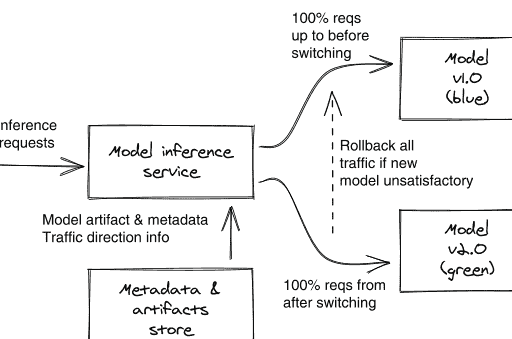 100% reqs
up to before
switching
Model
v1.0
(blue)
nference
requests
Model inference
service
Rollback all
traffic if new
model unsatisfactory
Model artifact & metadata
Traffic direction info
Model
v2.0
(green)
100% reqs from
after switching
Metadata &
artifacts
store